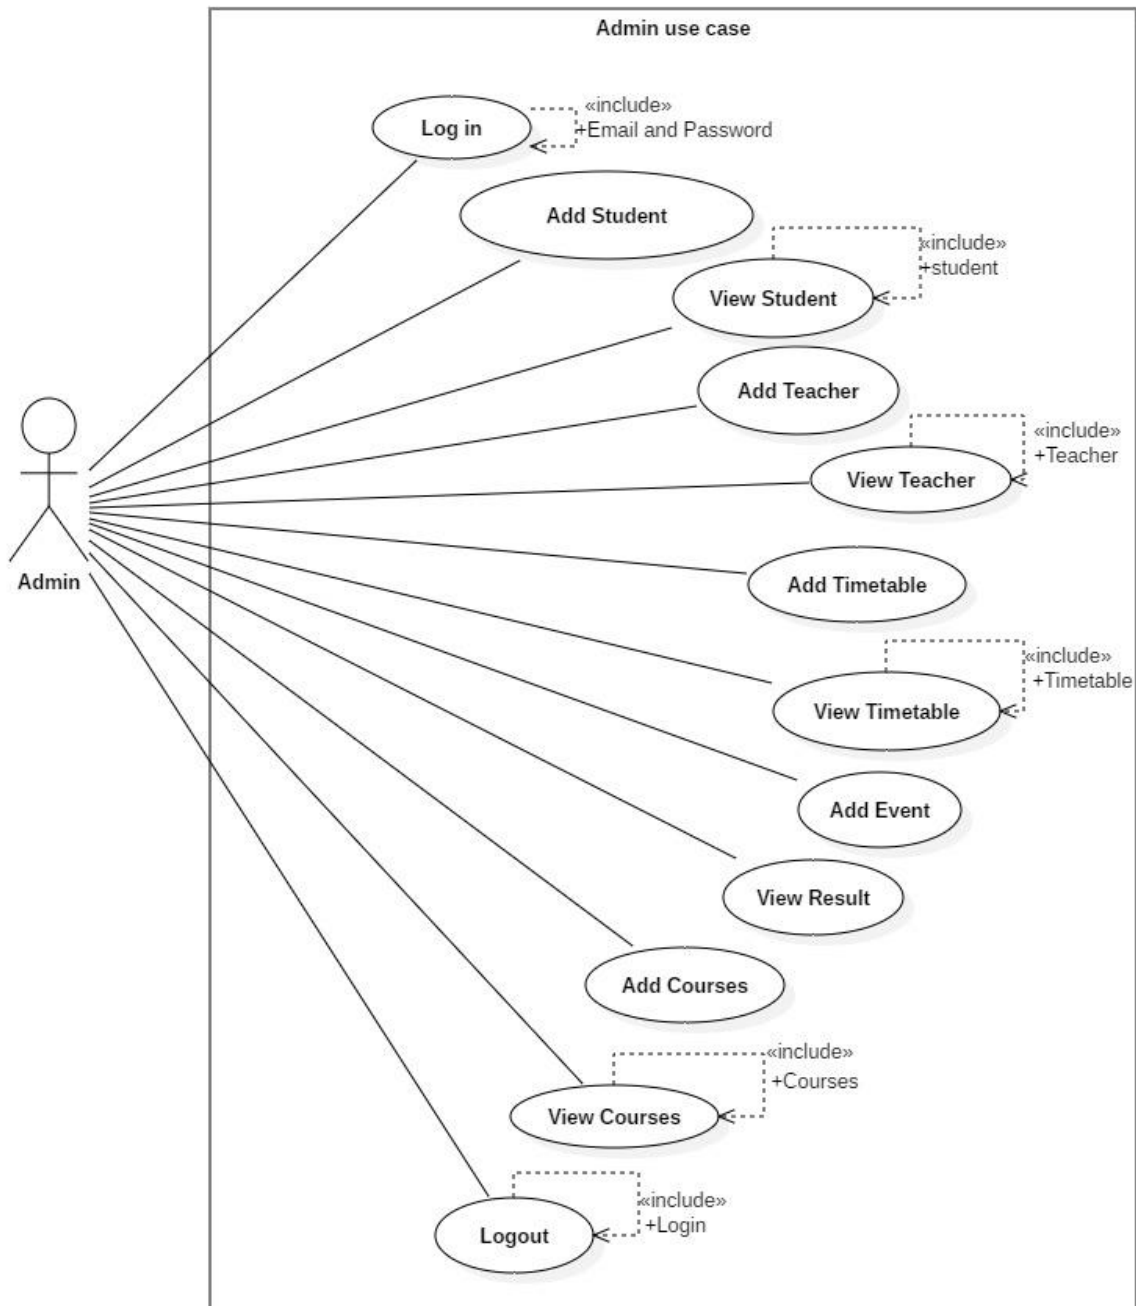 Admin use case
Log in
«include»
+Email and Password
Add Student
«include»
+student
View Student
Add Teacher
«include»
+Teacher
View Teacher
Admin
Add Timetable
«include»
+Timetable
View Timetable
Add Event
View Result
Add Courses
«include»
+Courses
View Courses
«include»
+Login
Logout